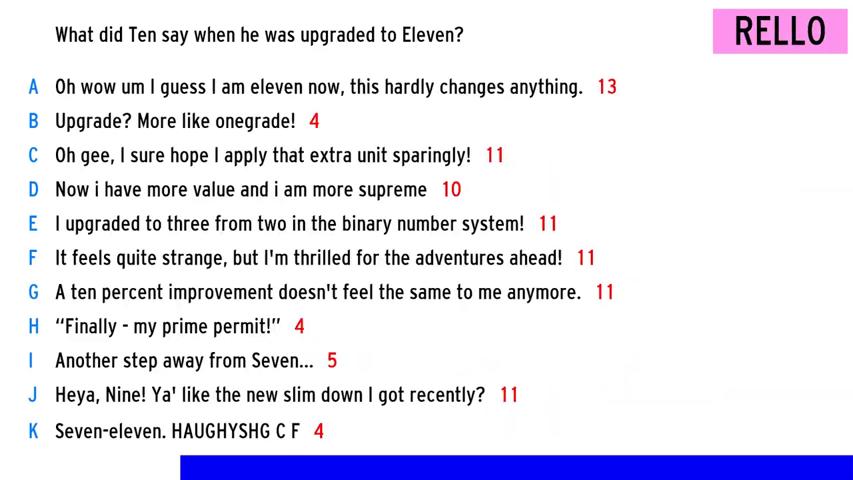 What did Ten say when he was upgraded to Eleven?
RELLO
A Oh wow um I guess I am eleven now, this hardly changes anything. 13
B Upgrade? More like onegrade! 4
C Oh gee, I sure hope I apply that extra unit sparingly! 11
D Now i have more value and i am more supreme 10
E I upgraded to three from two in the binary number system! 11
F It feels quite strange, but I'm thrilled for the adventures ahead! 11
G A ten percent improvement doesn't feel the same to me anymore. 11
H “Finally - my prime permit!” 4
I Another step away from Seven... 5
J Heya, Nine! Ya' like the new slim down I got recently? 11
K Seven-eleven. HAUGHYSHG C F 4